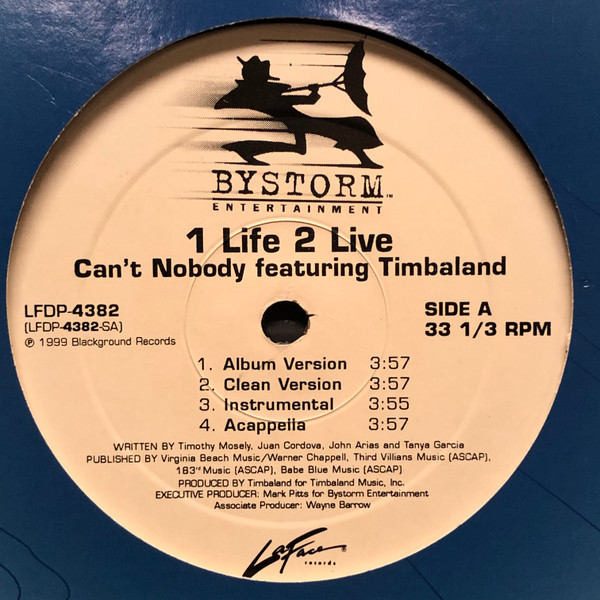 BYSTORM™
ENTERTAINMENT
1 Life 2 Live
Can't Nobody featuring Timbaland
LFDP-4382
(LFDP-4382-SA)
℗ 1999 Blackground Records
SIDE A
33 1/3 RPM
1. Album Version 3:57
2. Clean Version 3:57
3. Instrumental 3:55
4. Acappella 3:57
WRITTEN BY Timothy Mosely, Juan Cordova, John Arias and Tanya Garcia
PUBLISHED BY Virginia Beach Music/Warner Chappell, Third Villians Music (ASCAP),
183rd Music (ASCAP), Babe Blue Music (ASCAP)
PRODUCED BY Timbaland for Timbaland Music, Inc.
EXECUTIVE PRODUCER: Mark Pitts for Bystorm Entertainment
Associate Producer: Wayne Barrow
LaFace®
records